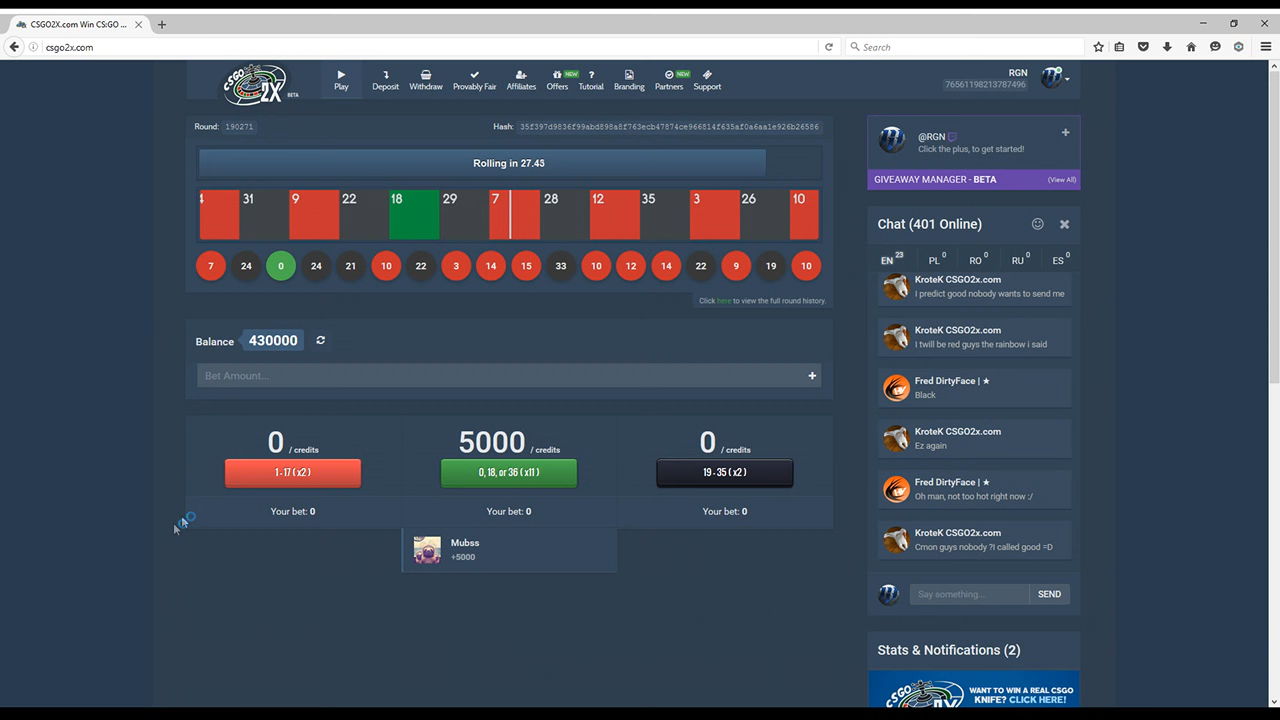 CSGO2X.com Win CS:GO ...
csgo2x.com
Search
CSGO 2X
BETA
Play
Deposit
Withdraw
Provably Fair
Affiliates
Offers
NEW
Tutorial
Branding
Partners
NEW
Support
RGN
76561198213787496
Round: 190271
Hash: 35f397d9836f99abd898a8f763ecb47874ce966814f635af0a6aa1e926b26586
Rolling in 27.43
4 31 9 22 18 29 7 28 12 35 3 26 10
7 24 0 24 21 10 22 3 14 15 33 10 12 14 22 9 19 10
Click here to view the full round history.
Balance 430000
Bet Amount...
0 / credits
1 - 17 ( x2 )
Your bet: 0
5000 / credits
0, 18, or 36 ( x11 )
Your bet: 0
Mubss
+5000
0 / credits
19 - 35 ( x2 )
Your bet: 0
@RGN
Click the plus, to get started!
GIVEAWAY MANAGER - BETA (View All)
Chat (401 Online)
EN 23 PL 0 RO 0 RU 0 ES 0
KroteK CSGO2x.com
I predict good nobody wants to send me
KroteK CSGO2x.com
I twill be red guys the rainbow i said
Fred DirtyFace | ★
Black
KroteK CSGO2x.com
Ez again
Fred DirtyFace | ★
Oh man, not too hot right now :/
KroteK CSGO2x.com
Cmon guys nobody ?I called good =D
Say something...
SEND
Stats & Notifications (2)
WANT TO WIN A REAL CSGO
KNIFE? CLICK HERE!